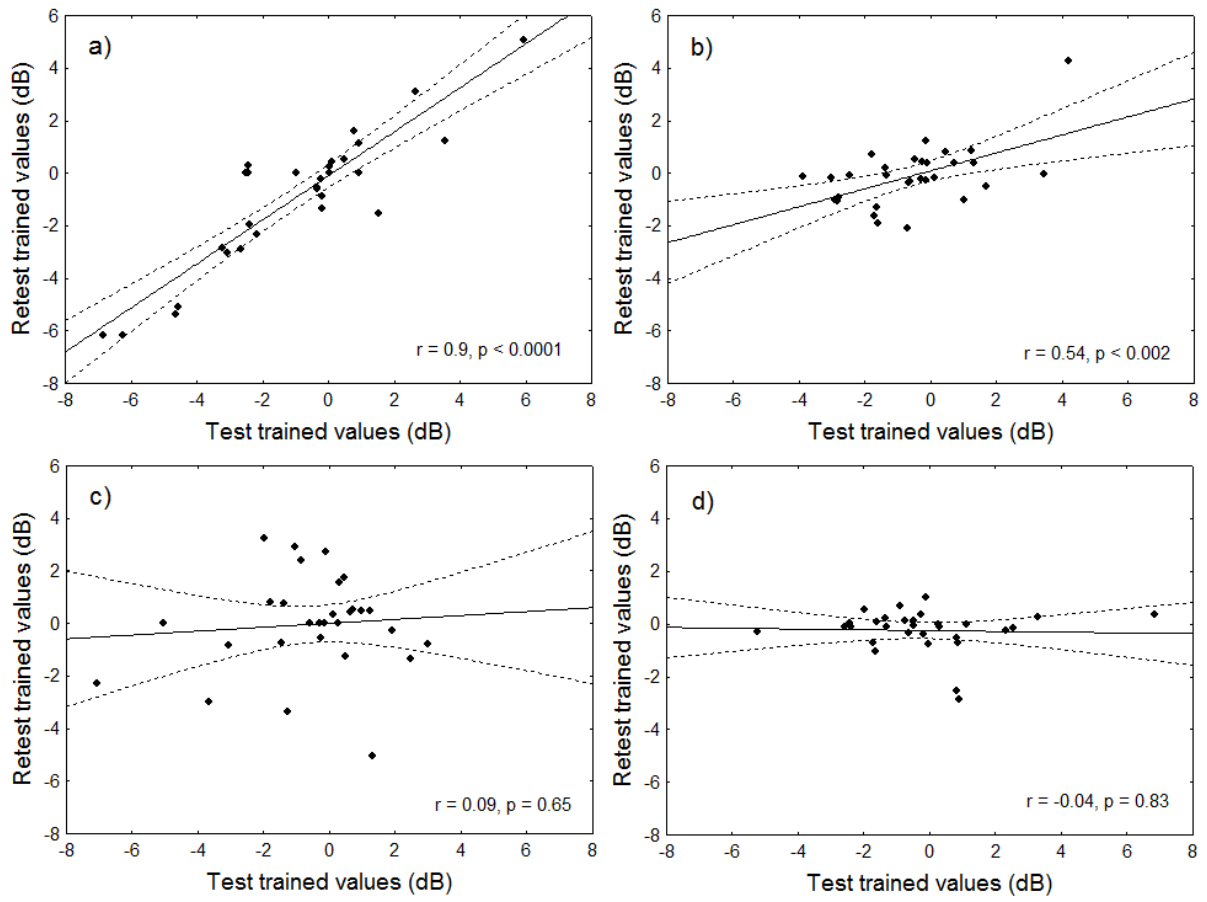 a)
6
4
2
0
-2
-4
-6
-8
Retest trained values (dB)
r = 0.9, p < 0.0001
-8 -6 -4 -2 0 2 4 6 8
Test trained values (dB)
b)
6
4
2
0
-2
-4
-6
-8
Retest trained values (dB)
r = 0.54, p < 0.002
-8 -6 -4 -2 0 2 4 6 8
Test trained values (dB)
c)
6
4
2
0
-2
-4
-6
-8
Retest trained values (dB)
r = 0.09, p = 0.65
-8 -6 -4 -2 0 2 4 6 8
Test trained values (dB)
d)
6
4
2
0
-2
-4
-6
-8
Retest trained values (dB)
r = -0.04, p = 0.83
-8 -6 -4 -2 0 2 4 6 8
Test trained values (dB)